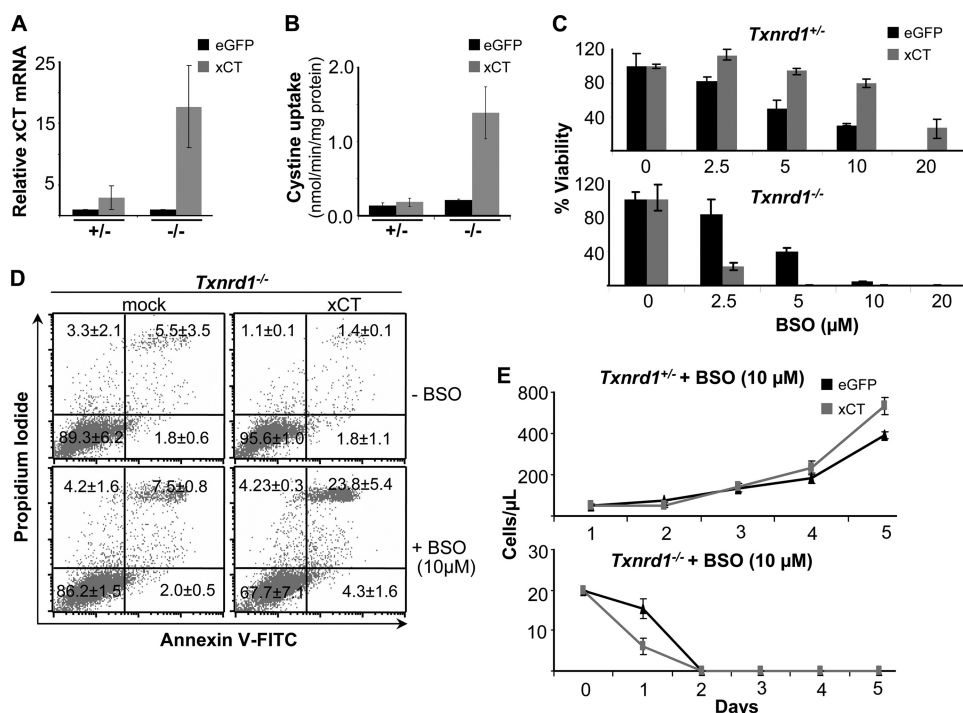 A
eGFP
xCT
Relative xCT mRNA
25
15
5
+/-
-/-
B
eGFP
xCT
Cystine uptake
(nmol/min/mg protein)
2.0
1.0
0.0
+/-
-/-
C
Txnrd1+/-
eGFP
xCT
% Viability
120
80
40
0
2.5
5
10
20
Txnrd1-/-
120
80
40
0
2.5
5
10
20
BSO (µM)
D
Txnrd1-/-
mock
xCT
3.3±2.1
5.5±3.5
1.1±0.1
1.4±0.1
89.3±6.2
1.8±0.6
95.6±1.0
1.8±1.1
- BSO
4.2±1.6
7.5±0.8
4.23±0.3
23.8±5.4
86.2±1.5
2.0±0.5
67.7±7.1
4.3±1.6
+ BSO
(10µM)
Propidium Iodide
Annexin V-FITC
E
Txnrd1+/- + BSO (10 µM)
eGFP
xCT
Cells/µL
800
400
200
1
2
3
4
5
Txnrd1-/- + BSO (10 µM)
30
20
10
0
1
2
3
4
5
Days